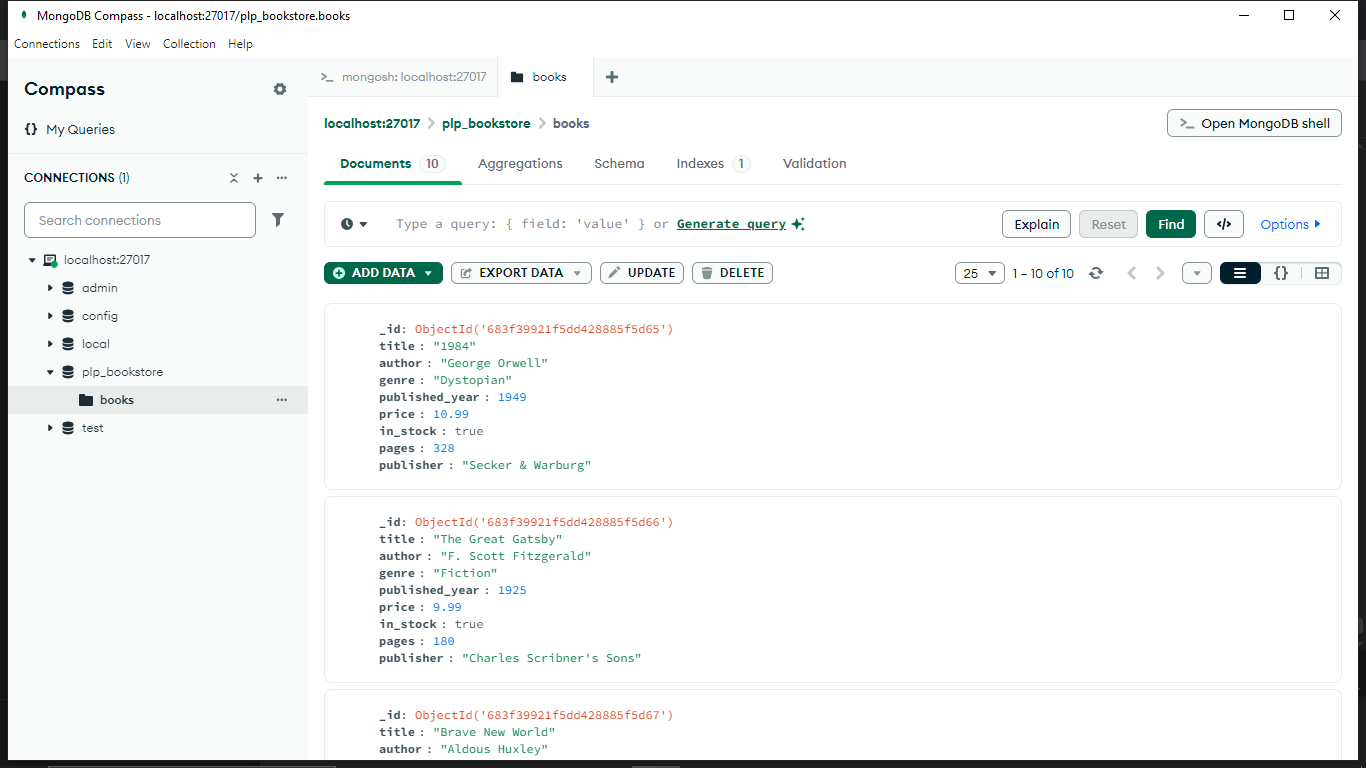 MongoDB Compass - localhost:27017/plp_bookstore.books
Connections Edit View Collection Help
Compass
{} My Queries
CONNECTIONS (1)
Search connections
localhost:27017
admin
config
local
plp_bookstore
books
test
>_ mongosh: localhost:27017
books
localhost:27017 > plp_bookstore > books
>_ Open MongoDB shell
Documents 10 Aggregations Schema Indexes 1 Validation
Type a query: { field: 'value' } or Generate query
Explain Reset Find </> Options
ADD DATA EXPORT DATA UPDATE DELETE
25 1 – 10 of 10 {}
_id: ObjectId('683f39921f5dd428885f5d65')
title : "1984"
author : "George Orwell"
genre : "Dystopian"
published_year : 1949
price : 10.99
in_stock : true
pages : 328
publisher : "Secker & Warburg"
_id: ObjectId('683f39921f5dd428885f5d66')
title : "The Great Gatsby"
author : "F. Scott Fitzgerald"
genre : "Fiction"
published_year : 1925
price : 9.99
in_stock : true
pages : 180
publisher : "Charles Scribner's Sons"
_id: ObjectId('683f39921f5dd428885f5d67')
title : "Brave New World"
author : "Aldous Huxley"